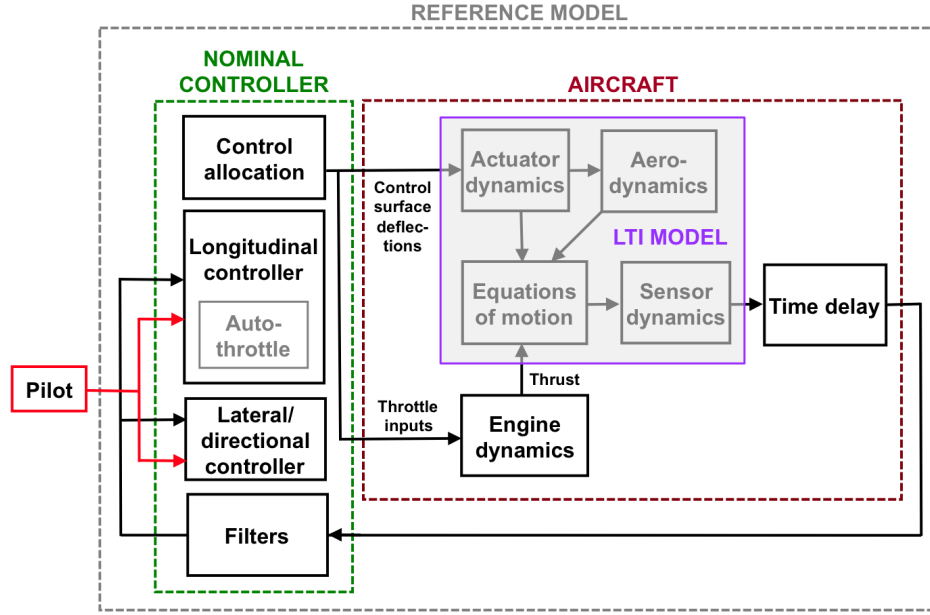 REFERENCE MODEL
NOMINAL
CONTROLLER
AIRCRAFT
Control
allocation
Actuator
dynamics
Aero-
dynamics
Control
surface
deflec-
tions
LTI MODEL
Longitudinal
controller
Auto-
throttle
Equations
of motion
Sensor
dynamics
Time delay
Pilot
Thrust
Lateral/
directional
controller
Throttle
inputs
Engine
dynamics
Filters